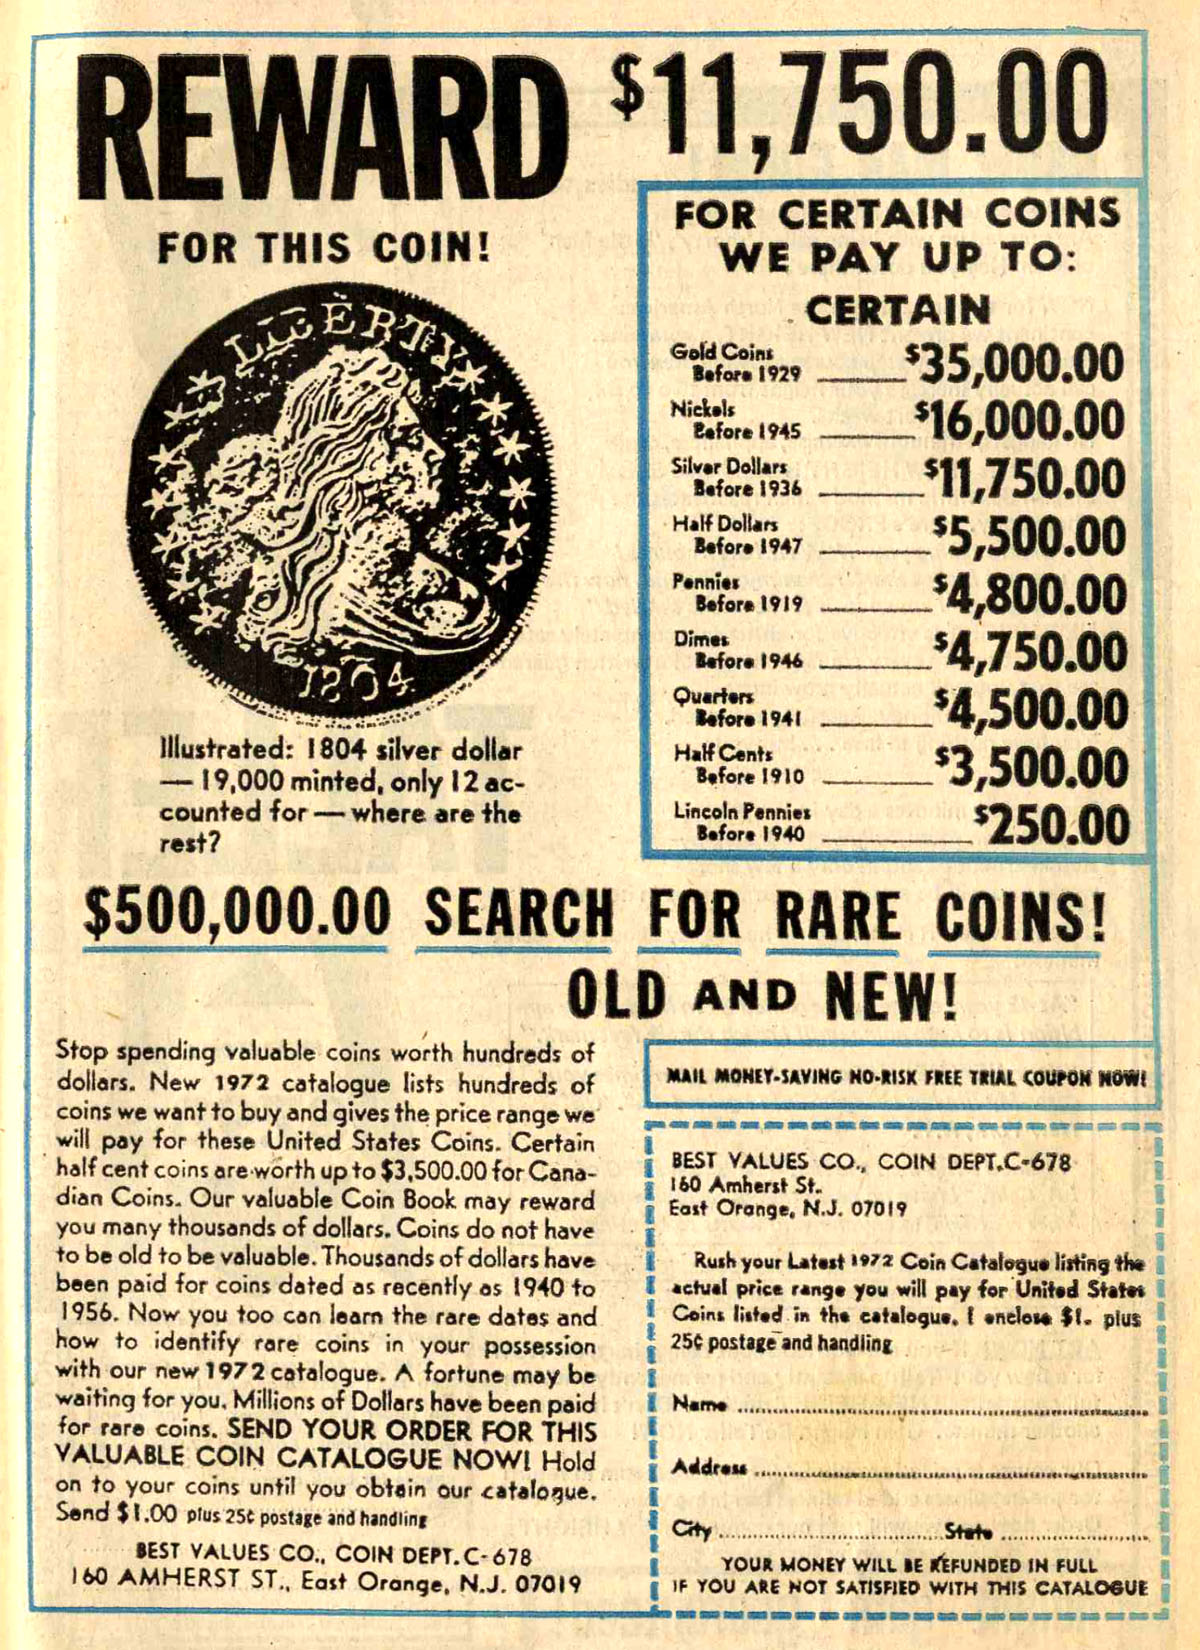 REWARD $11,750.00
FOR THIS COIN!
LIBERTY
1804
Illustrated: 1804 silver dollar
— 19,000 minted, only 12 ac-
counted for — where are the
rest?
FOR CERTAIN COINS
WE PAY UP TO:
CERTAIN
Gold Coins
Before 1929 $35,000.00
Nickels
Before 1945 $16,000.00
Silver Dollars
Before 1936 $11,750.00
Half Dollars
Before 1947 $5,500.00
Pennies
Before 1919 $4,800.00
Dimes
Before 1946 $4,750.00
Quarters
Before 1941 $4,500.00
Half Cents
Before 1910 $3,500.00
Lincoln Pennies
Before 1940 $250.00
$500,000.00 SEARCH FOR RARE COINS!
OLD AND NEW!
Stop spending valuable coins worth hundreds of
dollars. New 1972 catalogue lists hundreds of
coins we want to buy and gives the price range we
will pay for these United States Coins. Certain
half cent coins are worth up to $3,500.00 for Cana-
dian Coins. Our valuable Coin Book may reward
you many thousands of dollars. Coins do not have
to be old to be valuable. Thousands of dollars have
been paid for coins dated as recently as 1940 to
1956. Now you too can learn the rare dates and
how to identify rare coins in your possession
with our new 1972 catalogue. A fortune may be
waiting for you. Millions of Dollars have been paid
for rare coins. SEND YOUR ORDER FOR THIS
VALUABLE COIN CATALOGUE NOW! Hold
on to your coins until you obtain our catalogue.
Send $1.00 plus 25¢ postage and handling
BEST VALUES CO., COIN DEPT. C-678
160 AMHERST ST., East Orange, N.J. 07019
MAIL MONEY-SAVING NO-RISK FREE TRIAL COUPON NOW!
BEST VALUES CO., COIN DEPT.C-678
160 Amherst St.
East Orange, N.J. 07019
Rush your Latest 1972 Coin Catalogue listing the
actual price range you will pay for United States
Coins listed in the catalogue. I enclose $1. plus
25¢ postage and handling
Name
Address
City State
YOUR MONEY WILL BE REFUNDED IN FULL
IF YOU ARE NOT SATISFIED WITH THIS CATALOGUE